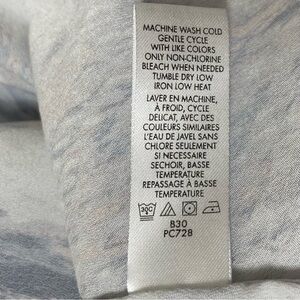 MACHINE WASH COLD
GENTLE CYCLE
WITH LIKE COLORS
ONLY NON-CHLORINE
BLEACH WHEN NEEDED
TUMBLE DRY LOW
IRON LOW HEAT
LAVER EN MACHINE,
À FROID, CYCLE
DELICAT, AVEC DES
COULEURS SIMILAIRES
L'EAU DE JAVEL SANS
CHLORE SEULEMENT
SI NECESSAIRE
SECHOIR, BASSE
TEMPERATURE
REPASSAGE À BASSE
TEMPERATURE
30C
B30
PC728